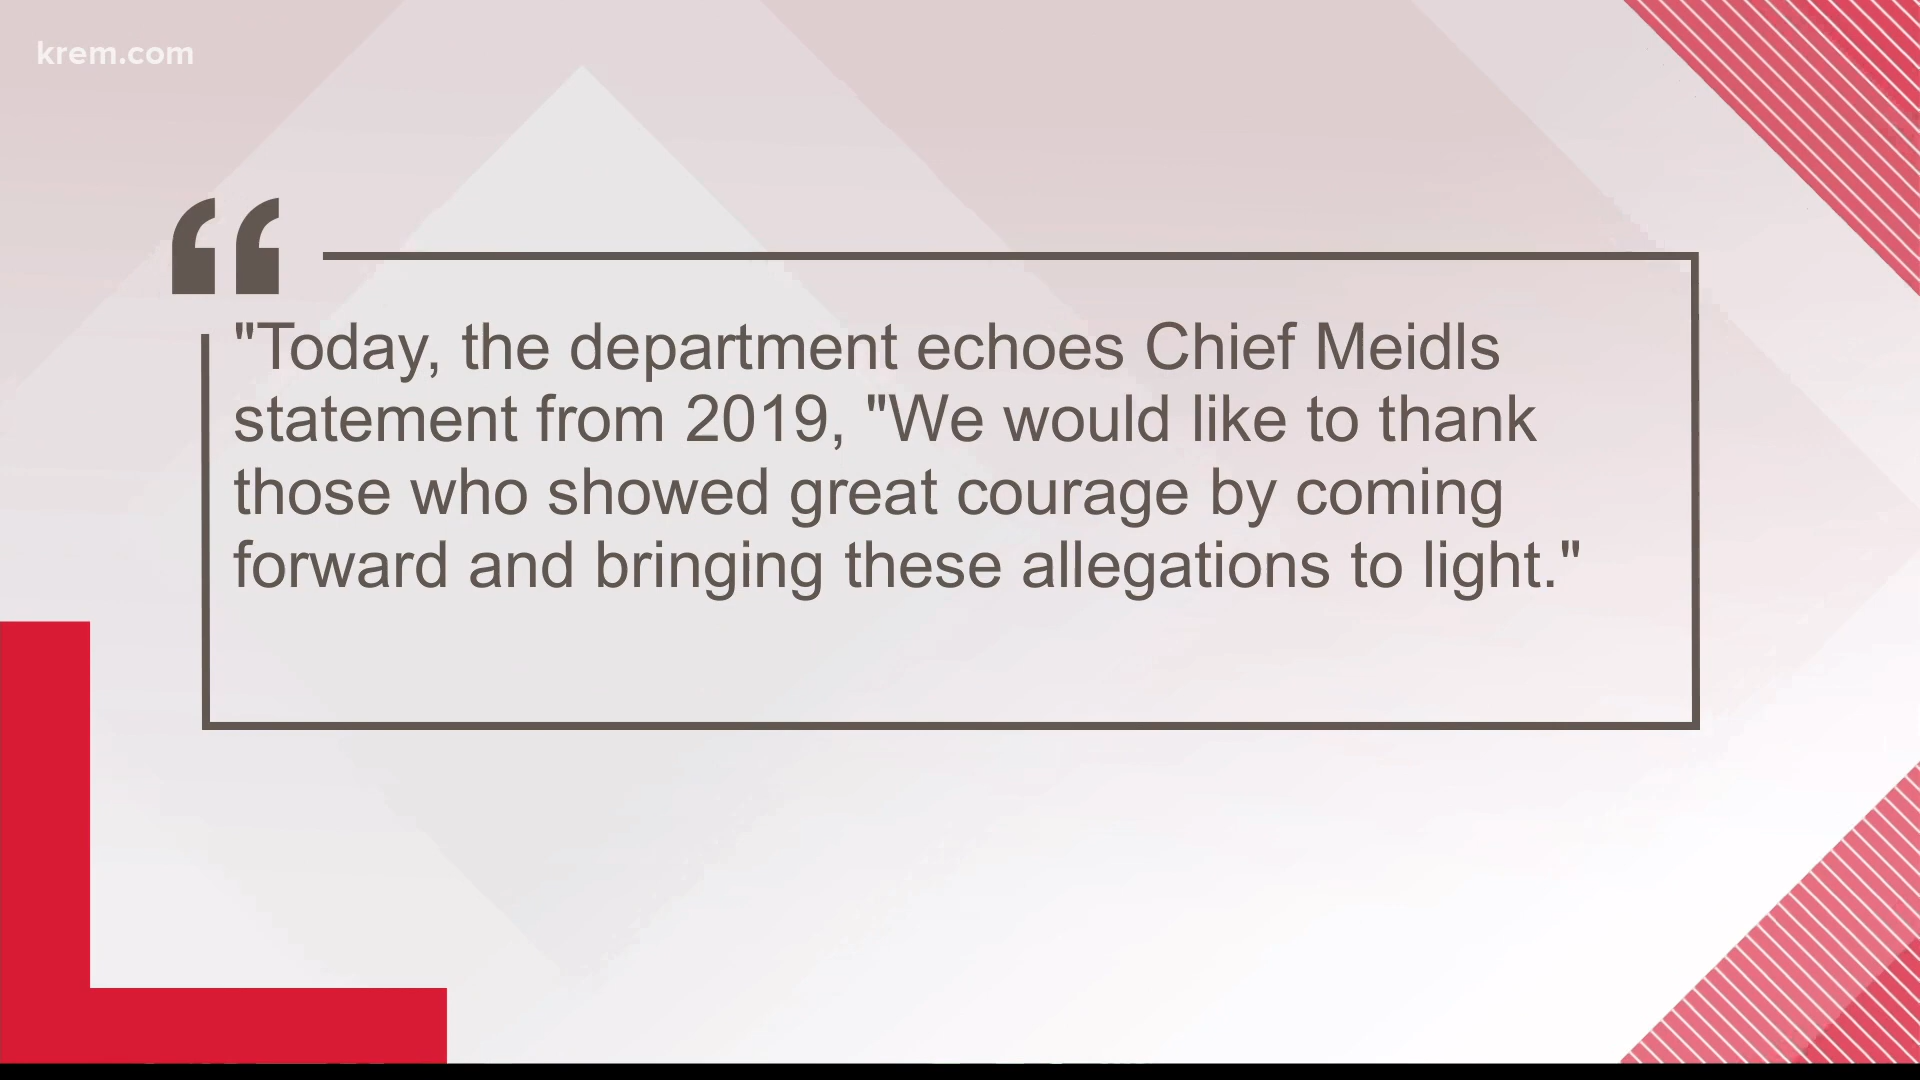 krem.com
"Today, the department echoes Chief Meidls
statement from 2019, "We would like to thank
those who showed great courage by coming
forward and bringing these allegations to light."